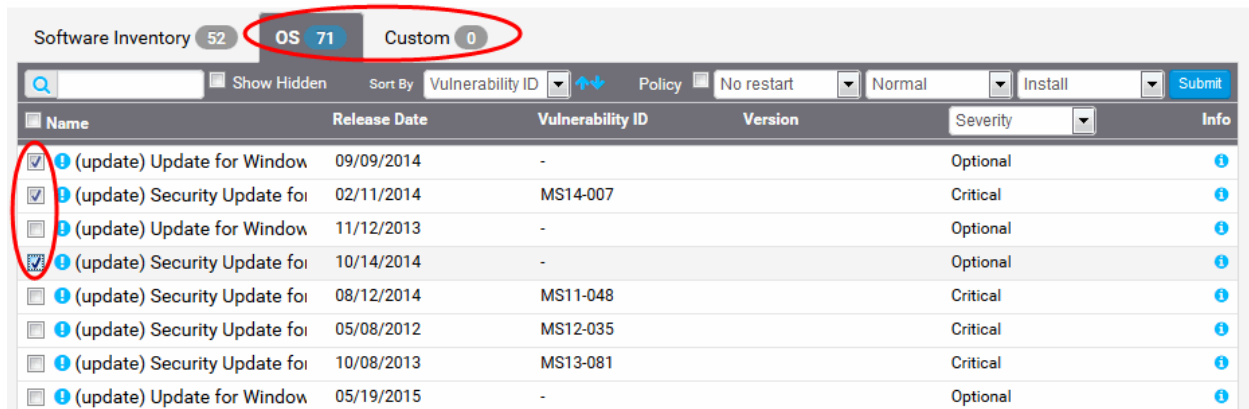 Software Inventory 52 OS 71 Custom 0
Show Hidden Sort By Vulnerability ID Policy No restart Normal Install Submit
Name Release Date Vulnerability ID Version Severity Info
(update) Update for Window 09/09/2014 - Optional
(update) Security Update for 02/11/2014 MS14-007 Critical
(update) Update for Window 11/12/2013 - Optional
(update) Security Update for 10/14/2014 - Optional
(update) Security Update for 08/12/2014 MS11-048 Critical
(update) Security Update for 05/08/2012 MS12-035 Critical
(update) Security Update for 10/08/2013 MS13-081 Critical
(update) Update for Window 05/19/2015 - Optional